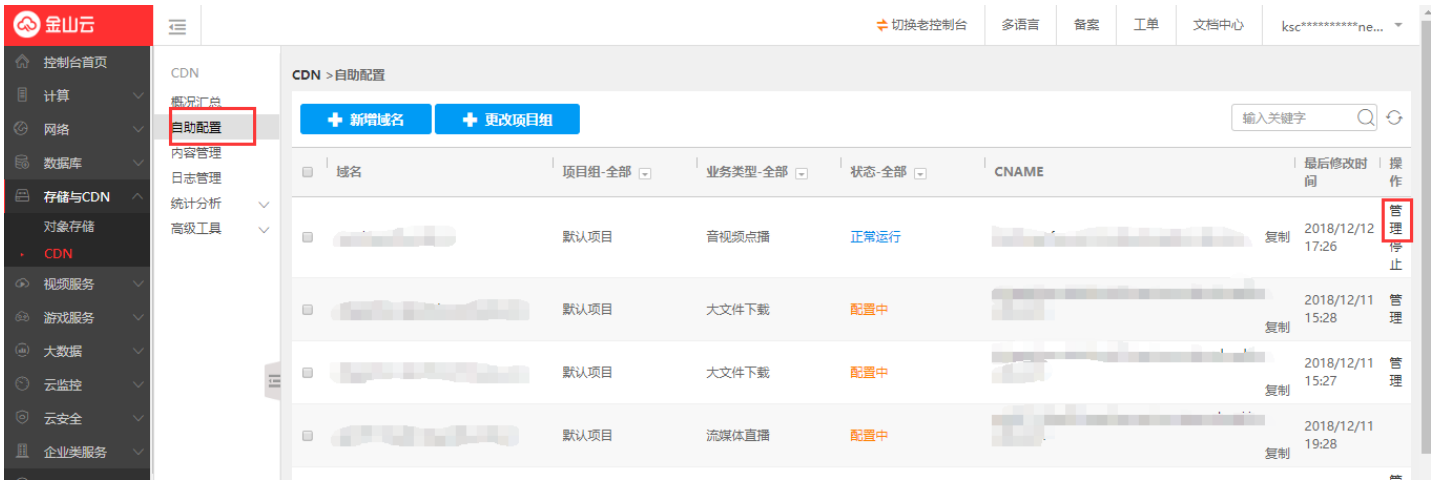 金山云
切换老控制台 多语言 备案 工单 文档中心 ksc**********ne...
控制台首页
计算
网络
数据库
存储与CDN
对象存储
CDN
视频服务
游戏服务
大数据
云监控
云安全
企业类服务
CDN
概况汇总
自助配置
内容管理
日志管理
统计分析
高级工具
CDN >自助配置
新增域名 更改项目组 输入关键字
域名 项目组-全部 业务类型-全部 状态-全部 CNAME 最后修改时间 操作
默认项目 音视频点播 正常运行 复制 2018/12/12 17:26 管理 停止
默认项目 大文件下载 配置中 复制 2018/12/11 15:28 管理
默认项目 大文件下载 配置中 复制 2018/12/11 15:27 管理
默认项目 流媒体直播 配置中 复制 2018/12/11 19:28